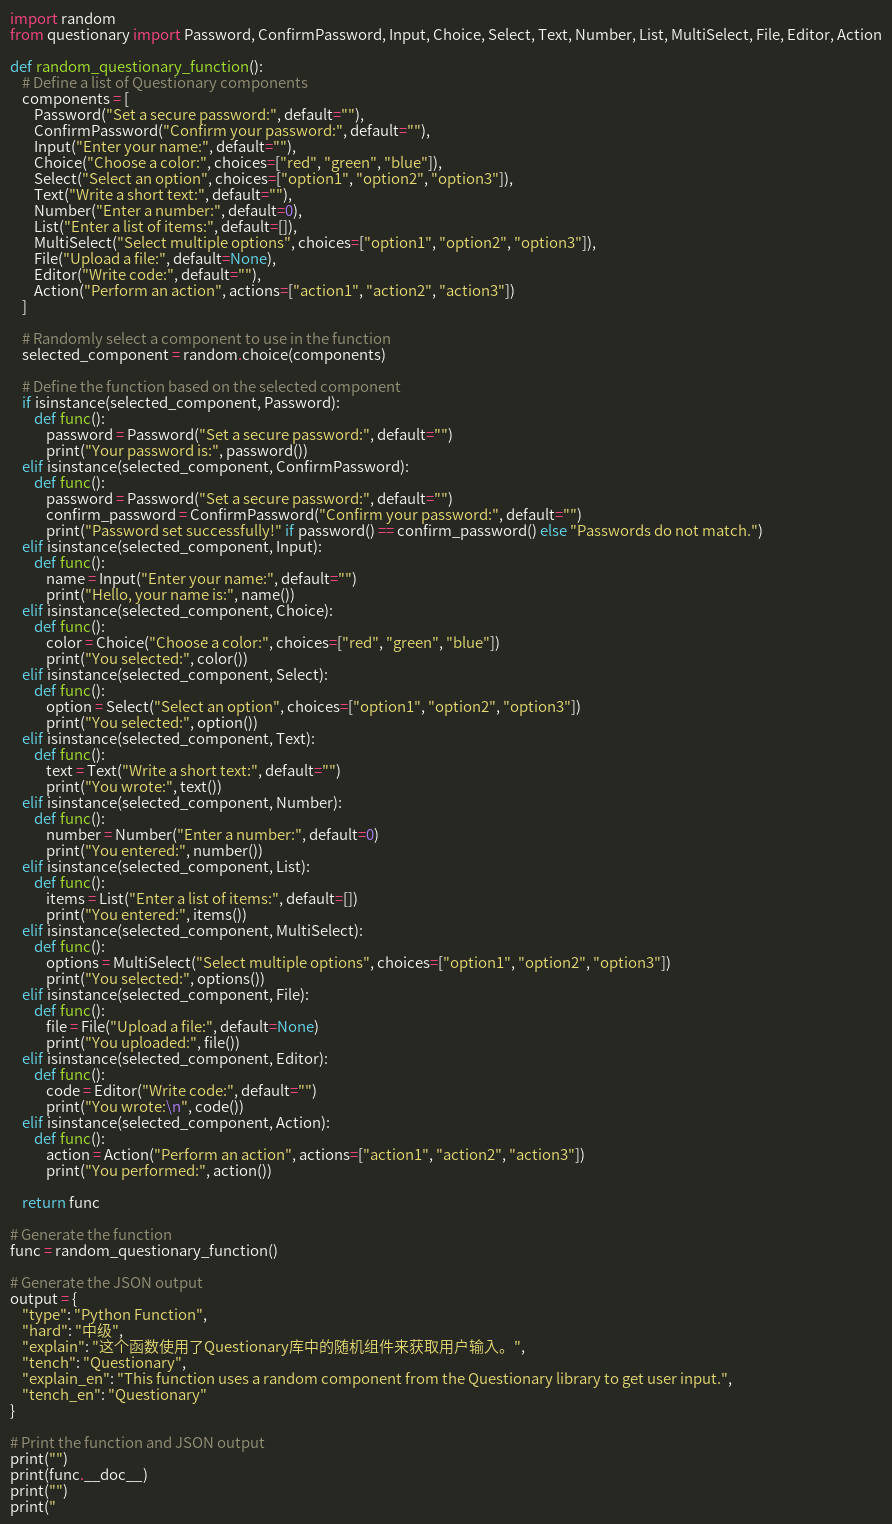 import random
from questionary import Password, ConfirmPassword, Input, Choice, Select, Text, Number, List, MultiSelect, File, Editor, Action

def random_questionary_function():
    # Define a list of Questionary components
    components = [
        Password("Set a secure password:", default=""),
        ConfirmPassword("Confirm your password:", default=""),
        Input("Enter your name:", default=""),
        Choice("Choose a color:", choices=["red", "green", "blue"]),
        Select("Select an option", choices=["option1", "option2", "option3"]),
        Text("Write a short text:", default=""),
        Number("Enter a number:", default=0),
        List("Enter a list of items:", default=[]),
        MultiSelect("Select multiple options", choices=["option1", "option2", "option3"]),
        File("Upload a file:", default=None),
        Editor("Write code:", default=""),
        Action("Perform an action", actions=["action1", "action2", "action3"])
    ]

    # Randomly select a component to use in the function
    selected_component = random.choice(components)

    # Define the function based on the selected component
    if isinstance(selected_component, Password):
        def func():
            password = Password("Set a secure password:", default="")
            print("Your password is:", password())
    elif isinstance(selected_component, ConfirmPassword):
        def func():
            password = Password("Set a secure password:", default="")
            confirm_password = ConfirmPassword("Confirm your password:", default="")
            print("Password set successfully!" if password() == confirm_password() else "Passwords do not match.")
    elif isinstance(selected_component, Input):
        def func():
            name = Input("Enter your name:", default="")
            print("Hello, your name is:", name())
    elif isinstance(selected_component, Choice):
        def func():
            color = Choice("Choose a color:", choices=["red", "green", "blue"])
            print("You selected:", color())
    elif isinstance(selected_component, Select):
        def func():
            option = Select("Select an option", choices=["option1", "option2", "option3"])
            print("You selected:", option())
    elif isinstance(selected_component, Text):
        def func():
            text = Text("Write a short text:", default="")
            print("You wrote:", text())
    elif isinstance(selected_component, Number):
        def func():
            number = Number("Enter a number:", default=0)
            print("You entered:", number())
    elif isinstance(selected_component, List):
        def func():
            items = List("Enter a list of items:", default=[])
            print("You entered:", items())
    elif isinstance(selected_component, MultiSelect):
        def func():
            options = MultiSelect("Select multiple options", choices=["option1", "option2", "option3"])
            print("You selected:", options())
    elif isinstance(selected_component, File):
        def func():
            file = File("Upload a file:", default=None)
            print("You uploaded:", file())
    elif isinstance(selected_component, Editor):
        def func():
            code = Editor("Write code:", default="")
            print("You wrote:\n", code())
    elif isinstance(selected_component, Action):
        def func():
            action = Action("Perform an action", actions=["action1", "action2", "action3"])
            print("You performed:", action())

    return func

# Generate the function
func = random_questionary_function()

# Generate the JSON output
output = {
    "type": "Python Function",
    "hard": "中级",
    "explain": "这个函数使用了Questionary库中的随机组件来获取用户输入。",
    "tench": "Questionary",
    "explain_en": "This function uses a random component from the Questionary library to get user input.",
    "tench_en": "Questionary"
}

# Print the function and JSON output
print("")
print(func.__doc__)
print("")
print("